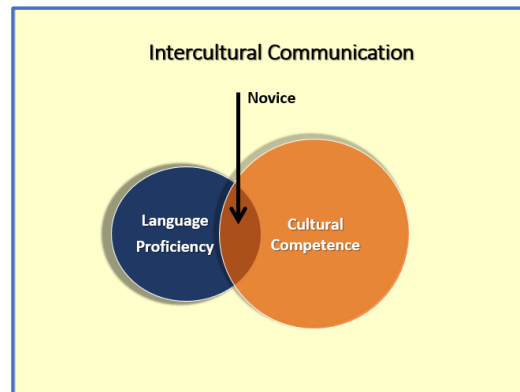 Intercultural Communication
Novice
Language
Proficiency
Cultural
Competence